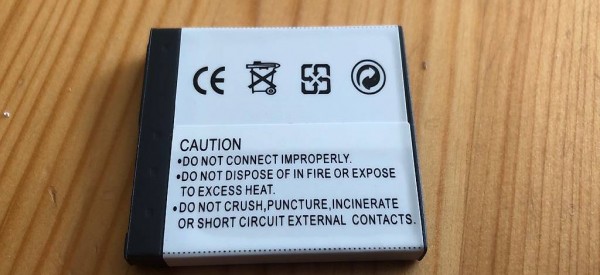 CE
CAUTION
•DO NOT CONNECT IMPROPERLY.
•DO NOT DISPOSE OF IN FIRE OR EXPOSE
TO EXCESS HEAT.
•DO NOT CRUSH,PUNCTURE,INCINERATE
OR SHORT CIRCUIT EXTERNAL CONTACTS.